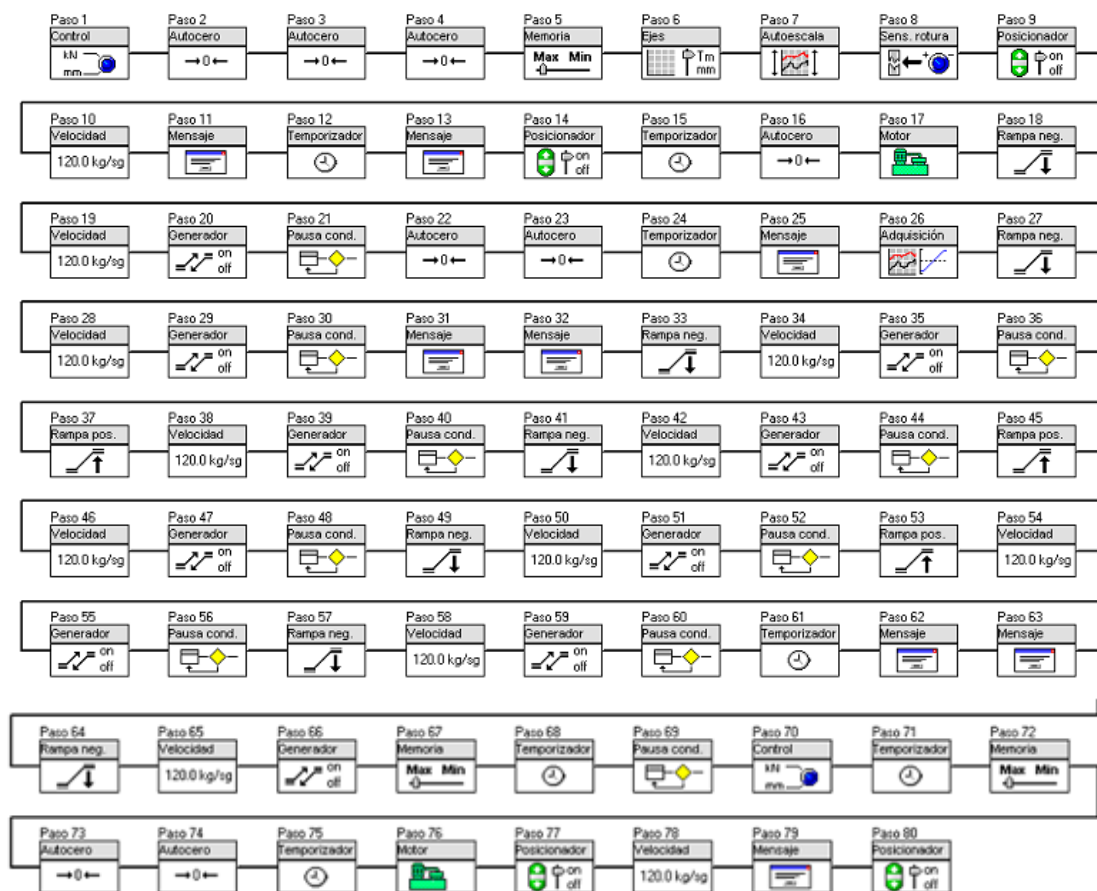 Paso 1 Paso 2 Paso 3 Paso 4 Paso 5 Paso 6 Paso 7 Paso 8 Paso 9
Control Autocero Autocero Autocero Memoria Ejes Autoescala Sens. rotura Posicionador
kN mm →0← →0← →0← Max Min Tm mm on off
Paso 10 Paso 11 Paso 12 Paso 13 Paso 14 Paso 15 Paso 16 Paso 17 Paso 18
Velocidad Mensaje Temporizador Mensaje Posicionador Temporizador Autocero Motor Rampa neg.
120.0 kg/sg on off →0←
Paso 19 Paso 20 Paso 21 Paso 22 Paso 23 Paso 24 Paso 25 Paso 26 Paso 27
Velocidad Generador Pausa cond. Autocero Autocero Temporizador Mensaje Adquisición Rampa neg.
120.0 kg/sg on off →0← →0←
Paso 28 Paso 29 Paso 30 Paso 31 Paso 32 Paso 33 Paso 34 Paso 35 Paso 36
Velocidad Generador Pausa cond. Mensaje Mensaje Rampa neg. Velocidad Generador Pausa cond.
120.0 kg/sg on off 120.0 kg/sg on off
Paso 37 Paso 38 Paso 39 Paso 40 Paso 41 Paso 42 Paso 43 Paso 44 Paso 45
Rampa pos. Velocidad Generador Pausa cond. Rampa neg. Velocidad Generador Pausa cond. Rampa pos.
120.0 kg/sg on off 120.0 kg/sg on off
Paso 46 Paso 47 Paso 48 Paso 49 Paso 50 Paso 51 Paso 52 Paso 53 Paso 54
Velocidad Generador Pausa cond. Rampa neg. Velocidad Generador Pausa cond. Rampa pos. Velocidad
120.0 kg/sg on off 120.0 kg/sg on off 120.0 kg/sg
Paso 55 Paso 56 Paso 57 Paso 58 Paso 59 Paso 60 Paso 61 Paso 62 Paso 63
Generador Pausa cond. Rampa neg. Velocidad Generador Pausa cond. Temporizador Mensaje Mensaje
on off 120.0 kg/sg on off
Paso 64 Paso 65 Paso 66 Paso 67 Paso 68 Paso 69 Paso 70 Paso 71 Paso 72
Rampa neg. Velocidad Generador Memoria Temporizador Pausa cond. Control Temporizador Memoria
120.0 kg/sg on off Max Min kN mm Max Min
Paso 73 Paso 74 Paso 75 Paso 76 Paso 77 Paso 78 Paso 79 Paso 80
Autocero Autocero Temporizador Motor Posicionador Velocidad Mensaje Posicionador
→0← →0← on off 120.0 kg/sg on off